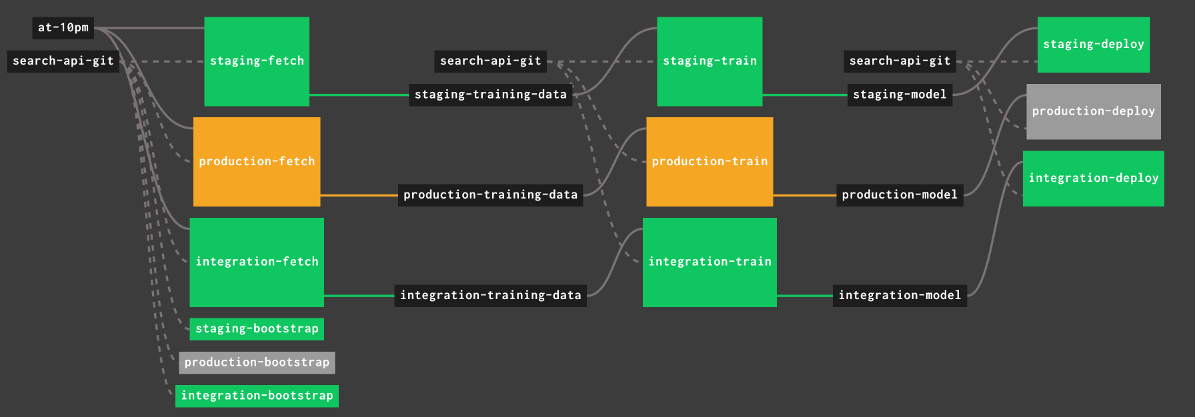 at-10pm
search-api-git
staging-fetch
search-api-git
staging-train
search-api-git
staging-deploy
staging-training-data
staging-model
production-deploy
production-fetch
production-train
integration-deploy
production-training-data
production-model
integration-fetch
integration-train
integration-training-data
integration-model
staging-bootstrap
production-bootstrap
integration-bootstrap